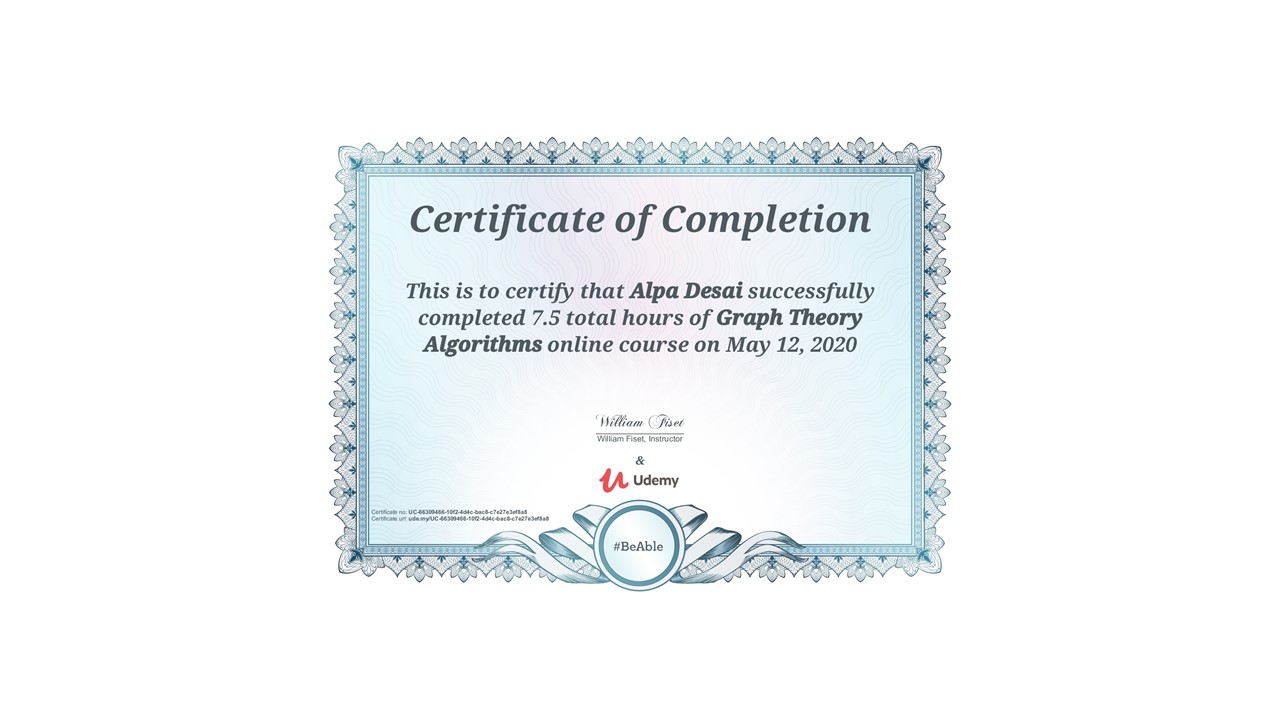 Certificate of Completion
This is to certify that Alpa Desai successfully
completed 7.5 total hours of Graph Theory
Algorithms online course on May 12, 2020
William Fiset
William Fiset, Instructor
&
Udemy
Certificate no: UC-66309466-10f2-4d4c-bac8-c7e27e3ef8a8
Certificate url: ude.my/UC-66309466-10f2-4d4c-bac8-c7e27e3ef8a8
#BeAble